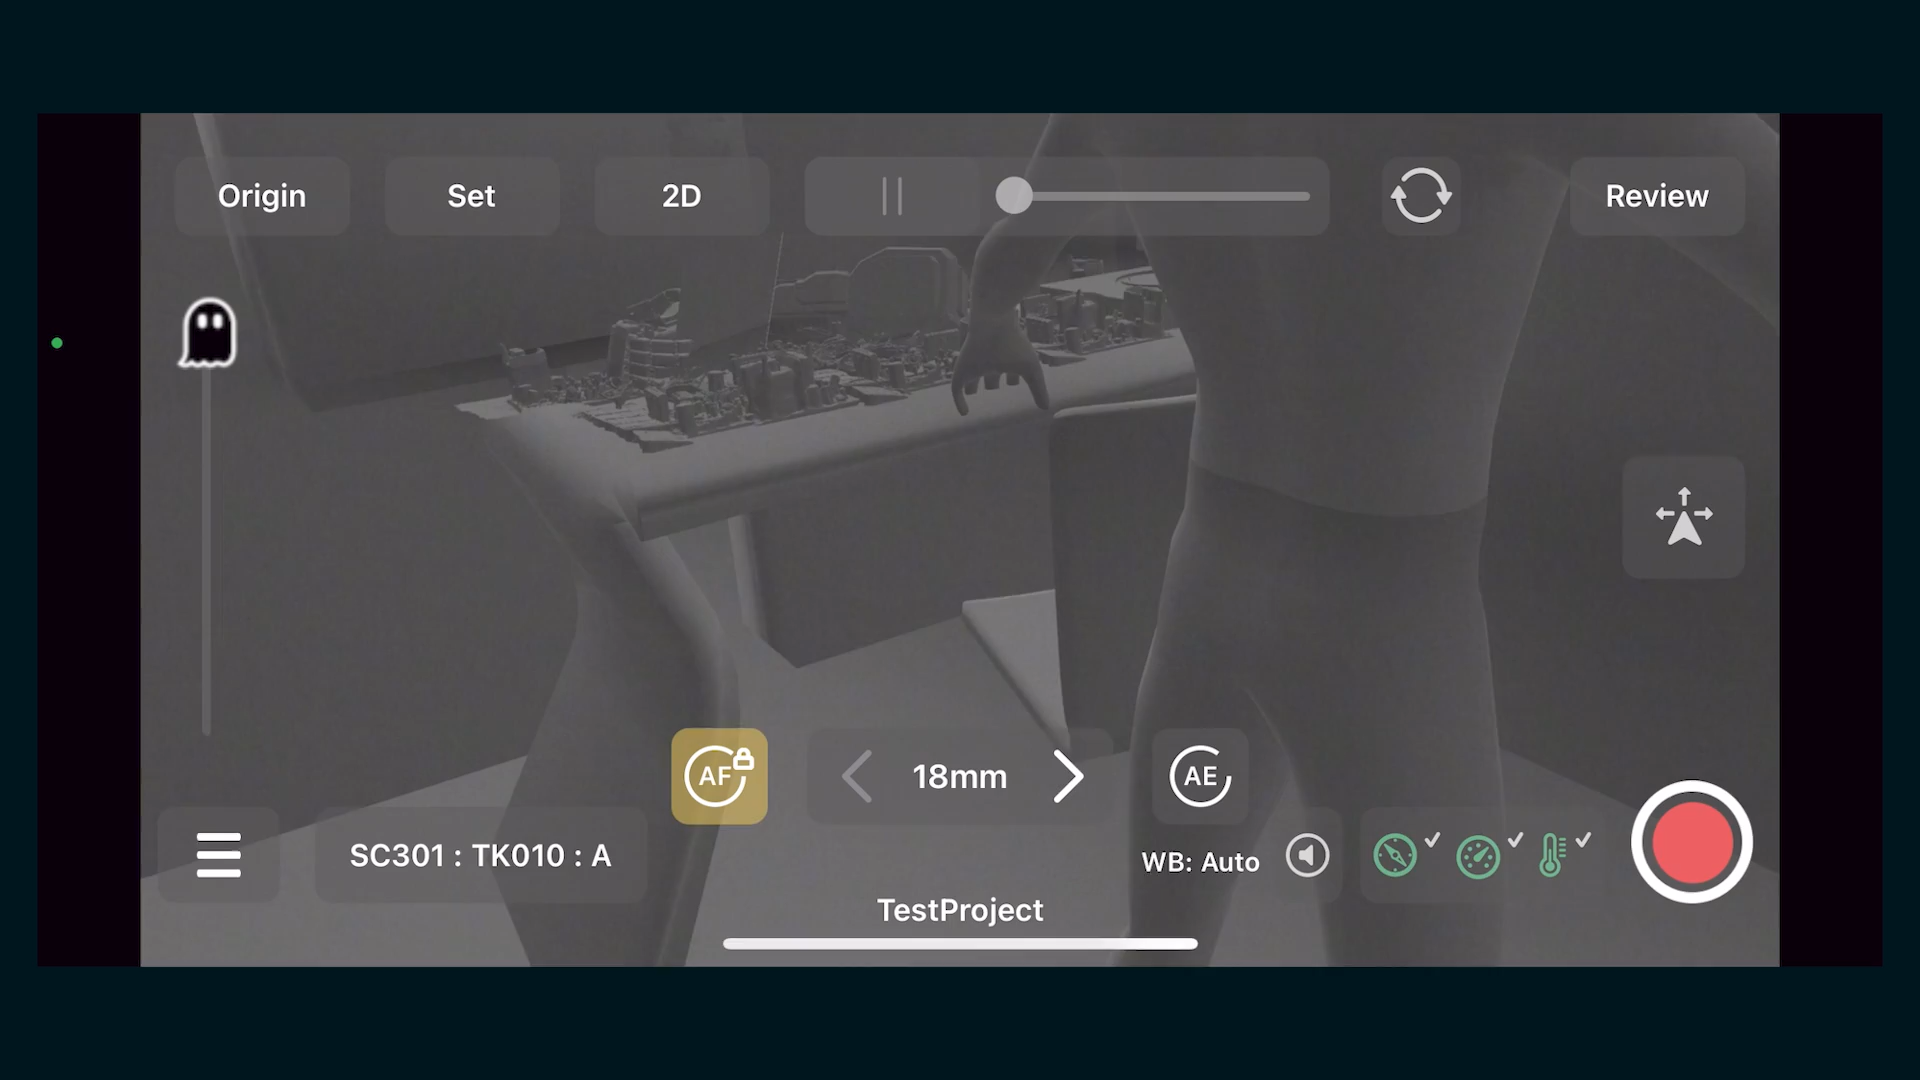 Origin
Set
2D
Review
AF
18mm
AE
SC301 : TK010 : A
WB: Auto
TestProject